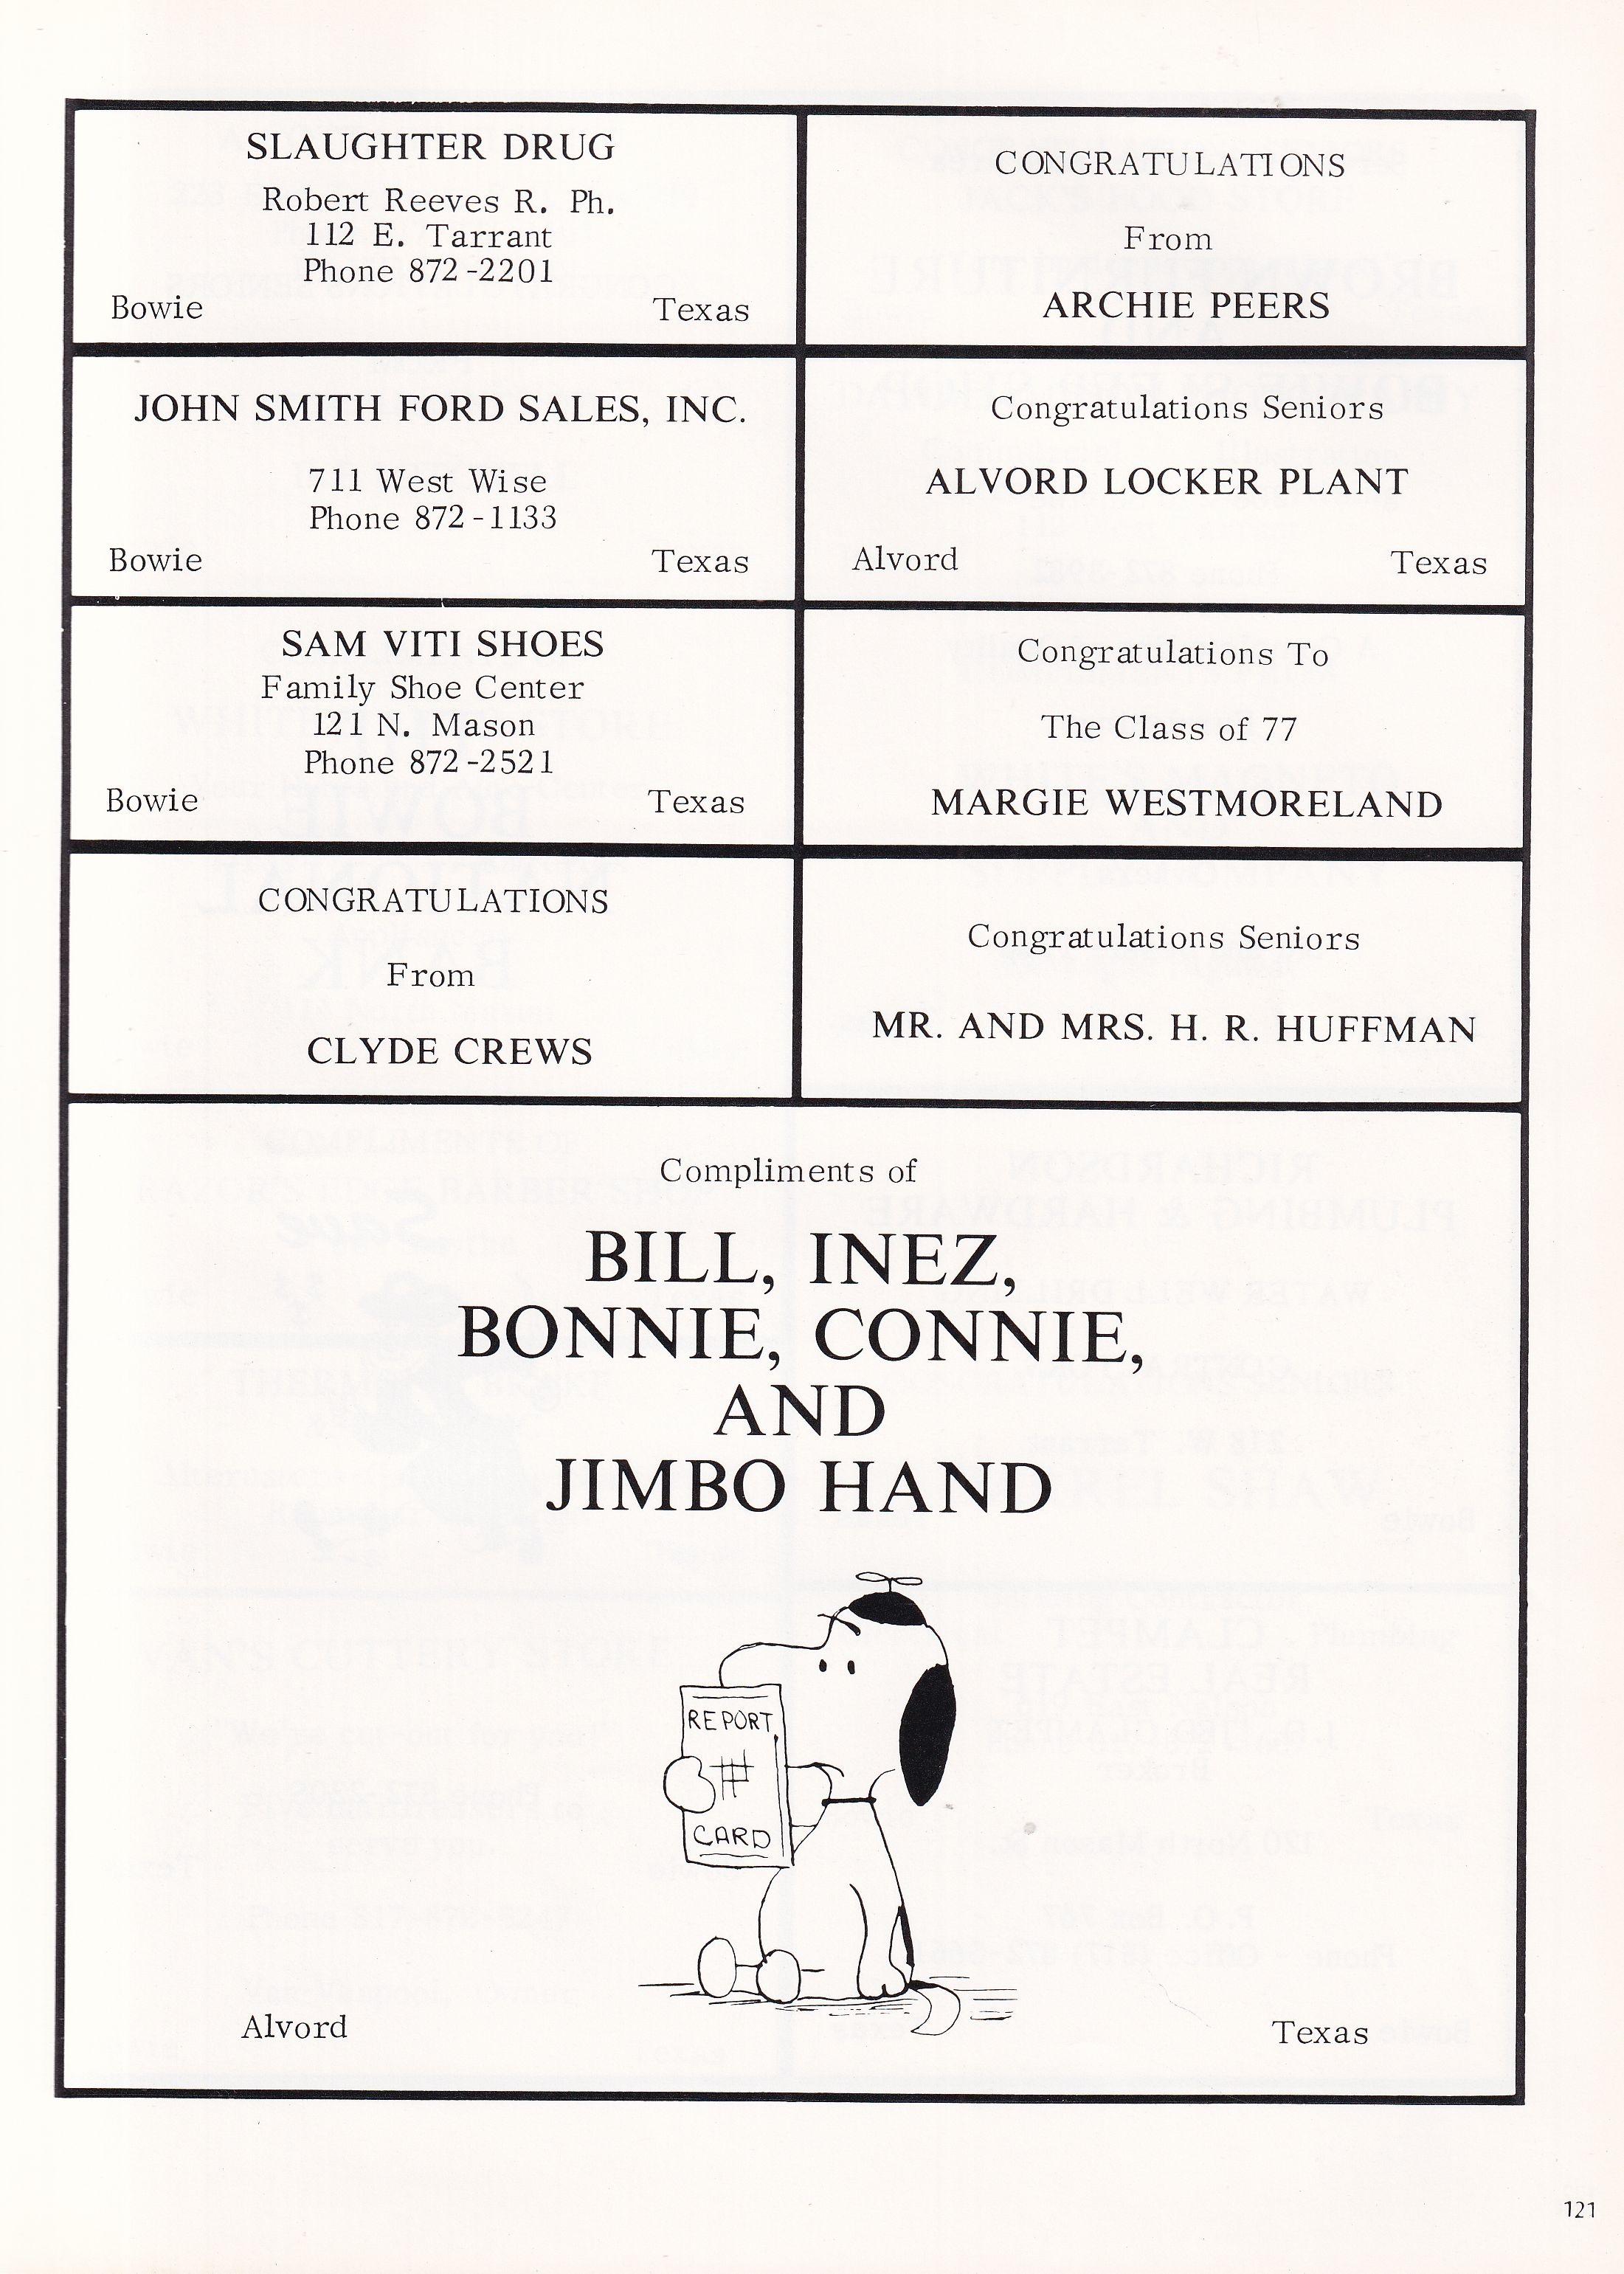 SLAUGHTER DRUG
Robert Reeves R. Ph.
112 E. Tarrant
Phone 872-2201
Bowie Texas
CONGRATULATIONS
From
ARCHIE PEERS
JOHN SMITH FORD SALES, INC.
711 West Wise
Phone 872-1133
Bowie Texas
Congratulations Seniors
ALVORD LOCKER PLANT
Alvord Texas
SAM VITI SHOES
Family Shoe Center
121 N. Mason
Phone 872-2521
Bowie Texas
Congratulations To
The Class of 77
MARGIE WESTMORELAND
CONGRATULATIONS
From
CLYDE CREWS
Congratulations Seniors
MR. AND MRS. H. R. HUFFMAN
Compliments of
BILL, INEZ,
BONNIE, CONNIE,
AND
JIMBO HAND
REPORT
CARD
Alvord Texas
121